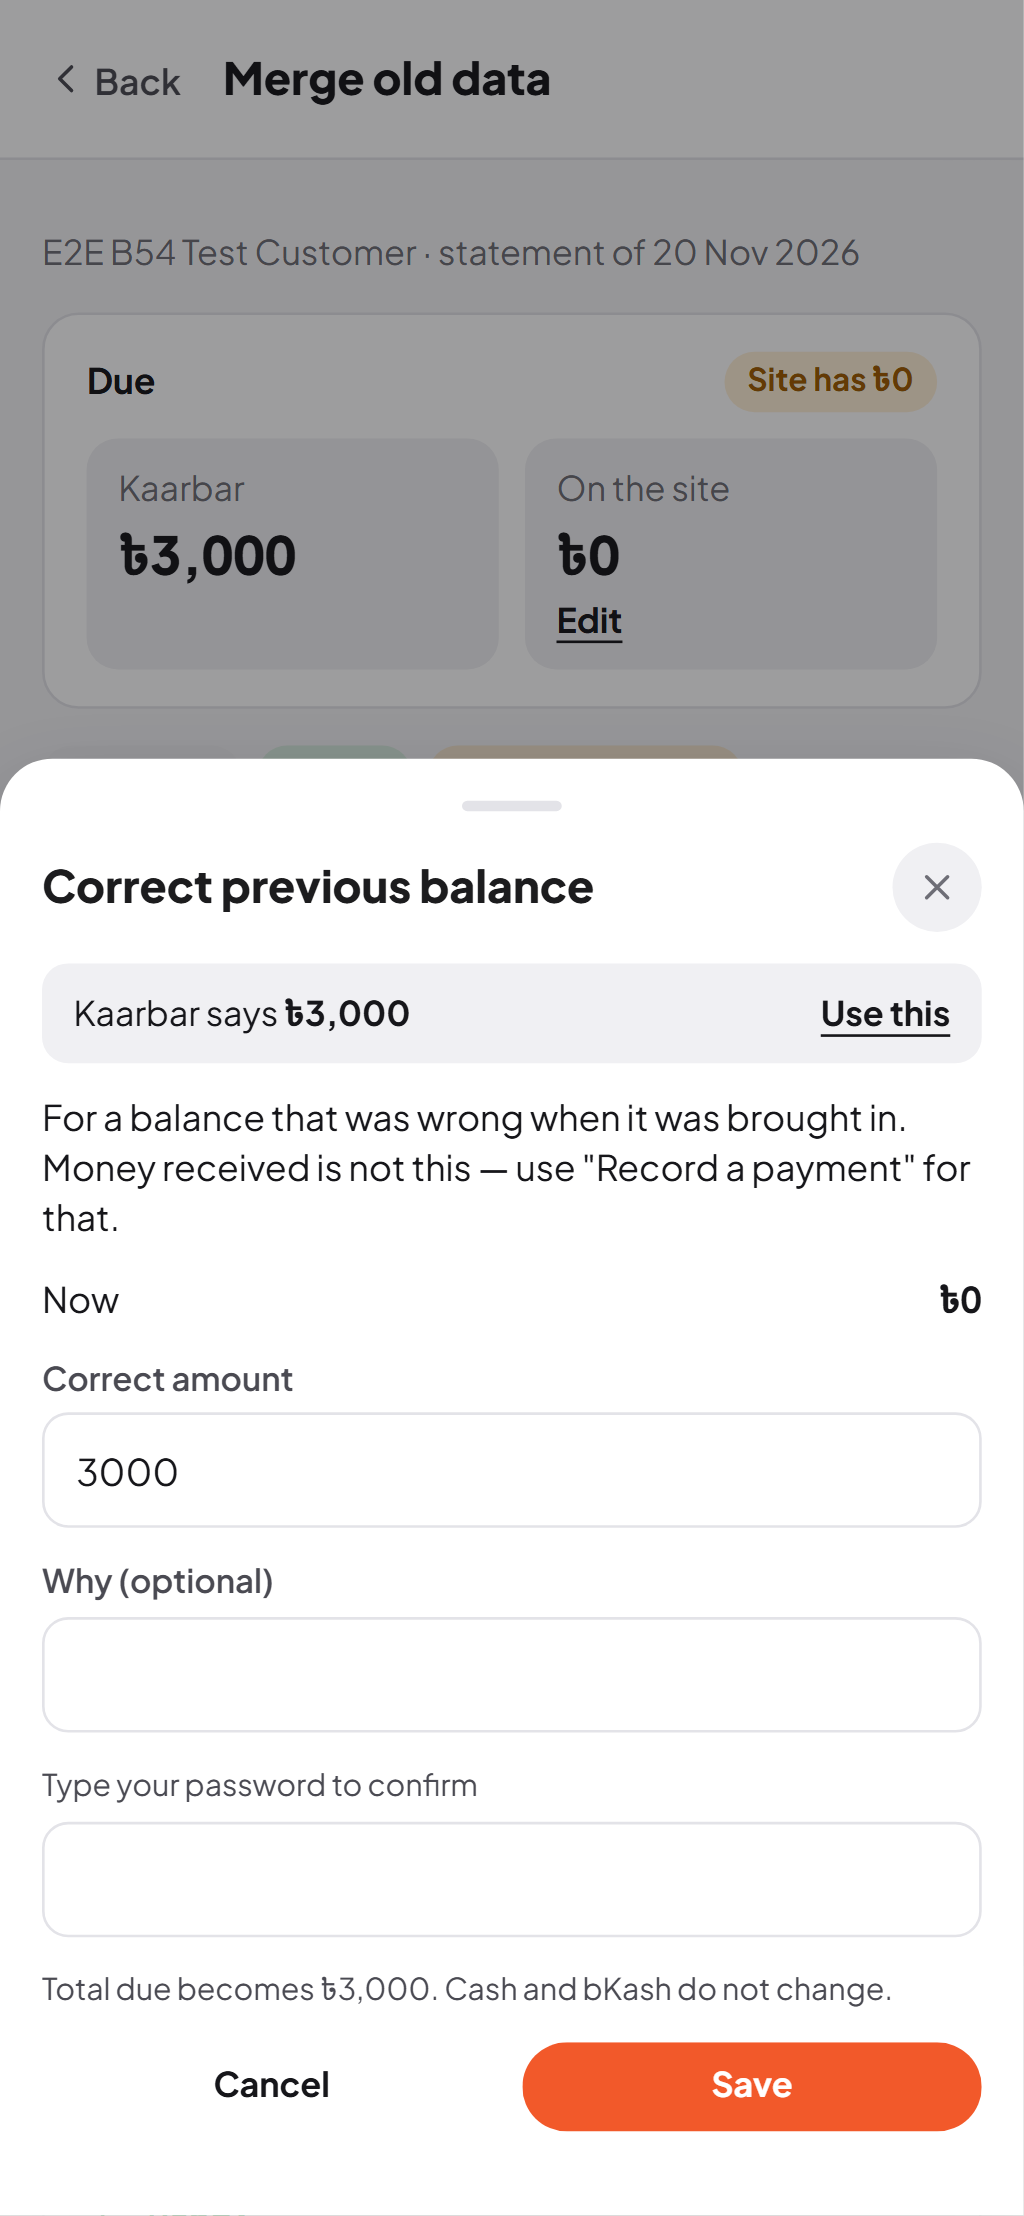 Back
Merge old data
E2E B54 Test Customer · statement of 20 Nov 2026
Due
Site has ৳0
Kaarbar
৳3,000
On the site
৳0
Edit
Correct previous balance
Kaarbar says ৳3,000
Use this
For a balance that was wrong when it was brought in.
Money received is not this — use "Record a payment" for
that.
Now
৳0
Correct amount
3000
Why (optional)
Type your password to confirm
Total due becomes ৳3,000. Cash and bKash do not change.
Cancel
Save